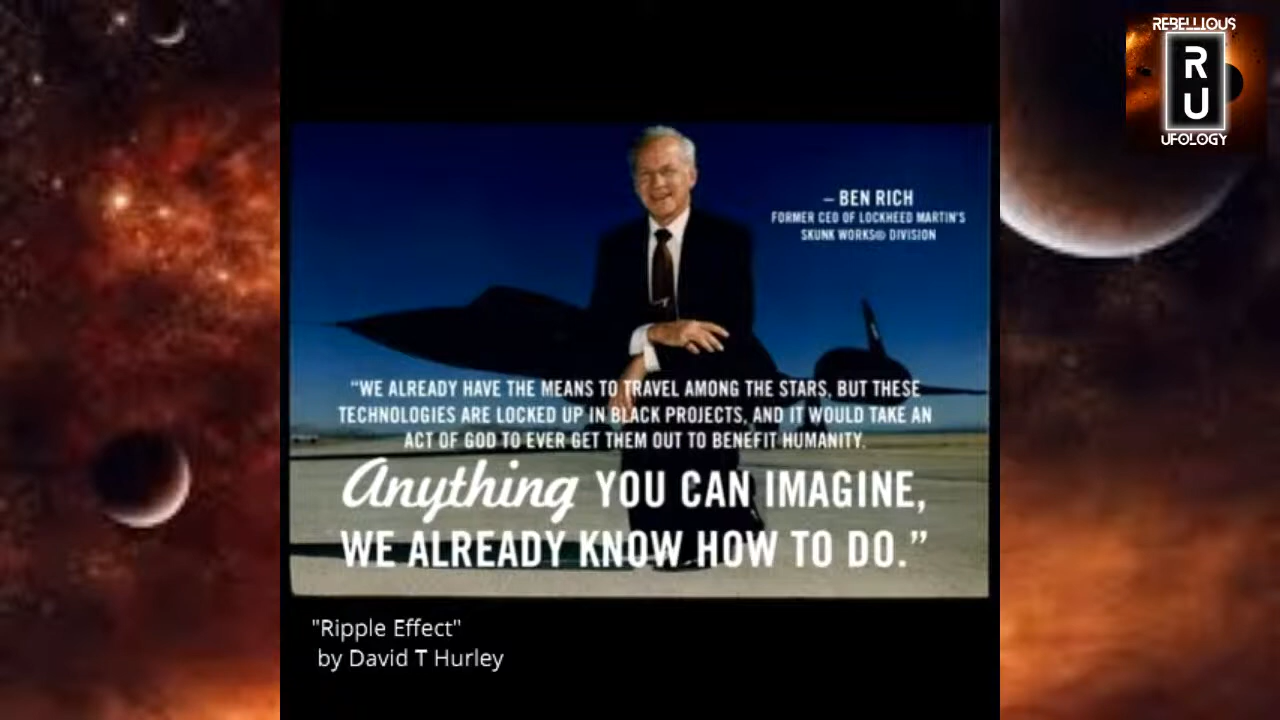 REBELLIOUS
R
U
UFOLOGY
– BEN RICH
FORMER CEO OF LOCKHEED MARTIN'S
SKUNK WORKS® DIVISION
"WE ALREADY HAVE THE MEANS TO TRAVEL AMONG THE STARS, BUT THESE
TECHNOLOGIES ARE LOCKED UP IN BLACK PROJECTS, AND IT WOULD TAKE AN
ACT OF GOD TO EVER GET THEM OUT TO BENEFIT HUMANITY.
Anything YOU CAN IMAGINE,
WE ALREADY KNOW HOW TO DO."
"Ripple Effect"
by David T Hurley